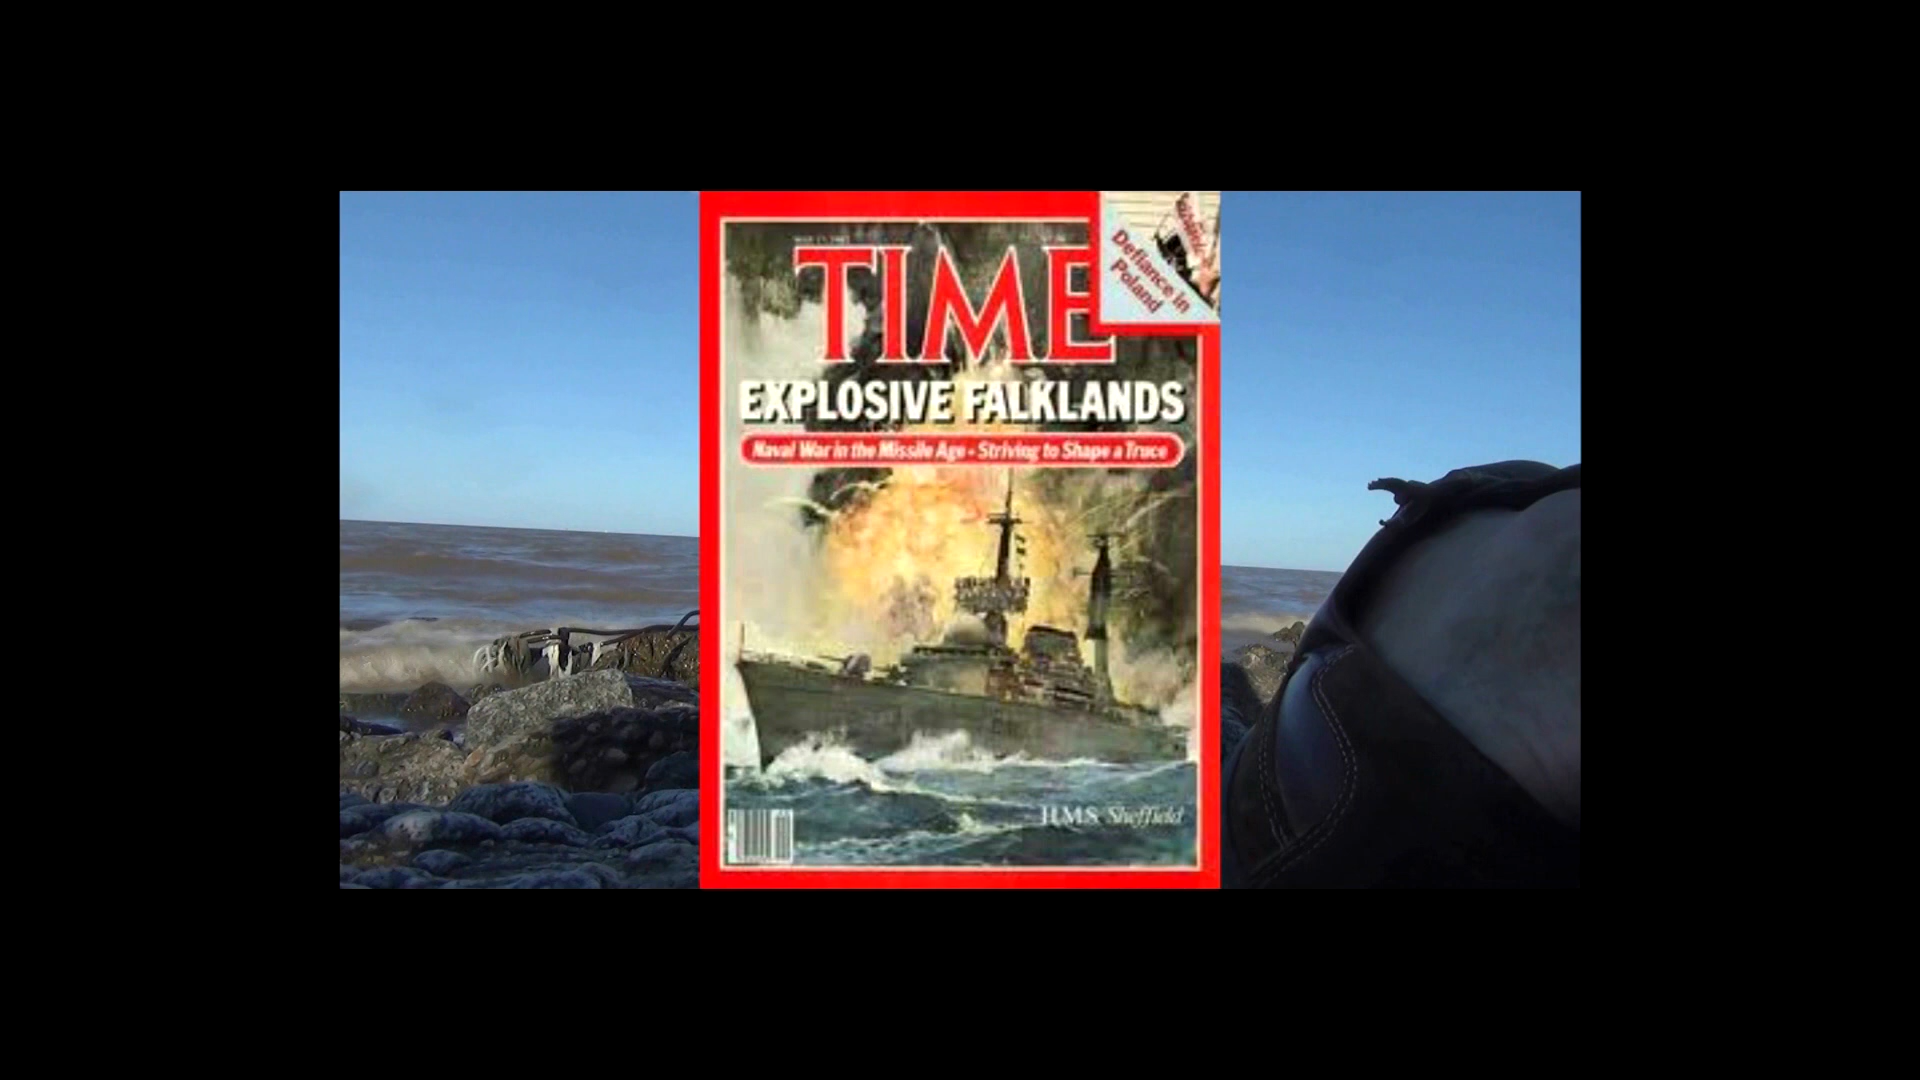 TIME
Defiance in
Poland
EXPLOSIVE FALKLANDS
Naval War in the Missile Age • Striving to Shape a Truce
H.M.S. Sheffield